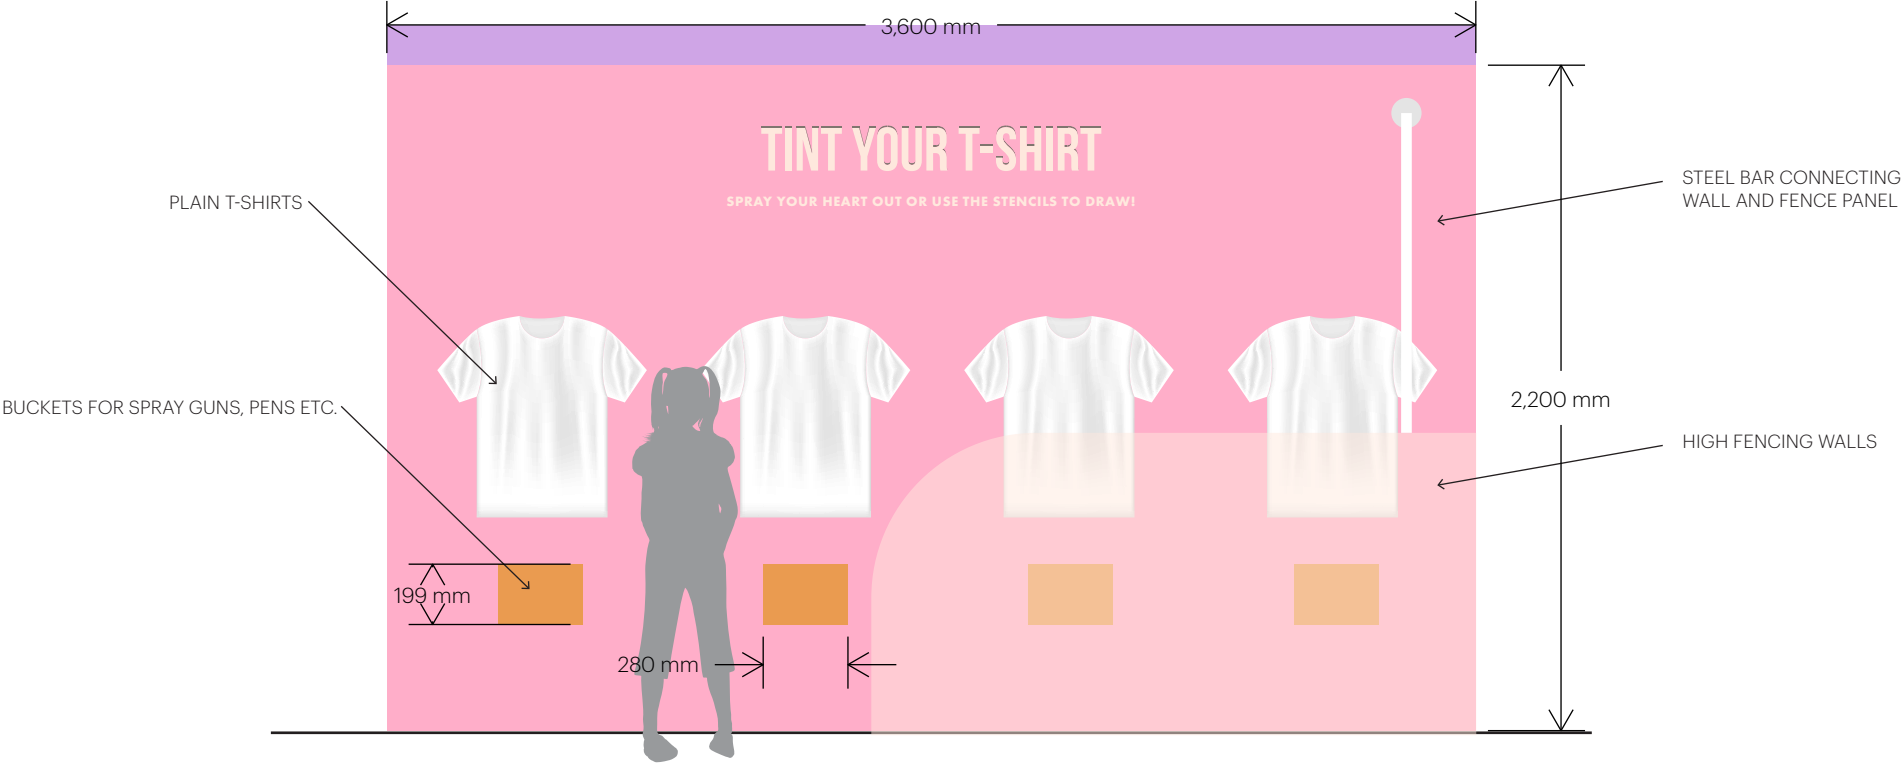 3,600 mm
TINT YOUR T-SHIRT
SPRAY YOUR HEART OUT OR USE THE STENCILS TO DRAW!
PLAIN T-SHIRTS
STEEL BAR CONNECTING
WALL AND FENCE PANEL
BUCKETS FOR SPRAY GUNS, PENS ETC.
2,200 mm
HIGH FENCING WALLS
199 mm
280 mm